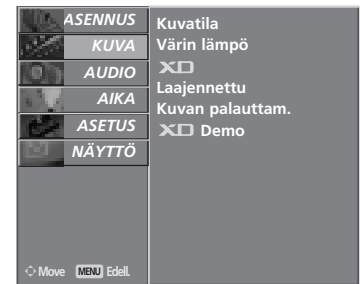 ASENNUS
KUVA
AUDIO
AIKA
ASETUS
NÄYTTÖ
Kuvatila
Värin lämpö
XD
Laajennettu
Kuvan palauttam.
XD Demo
Move MENU Edell.